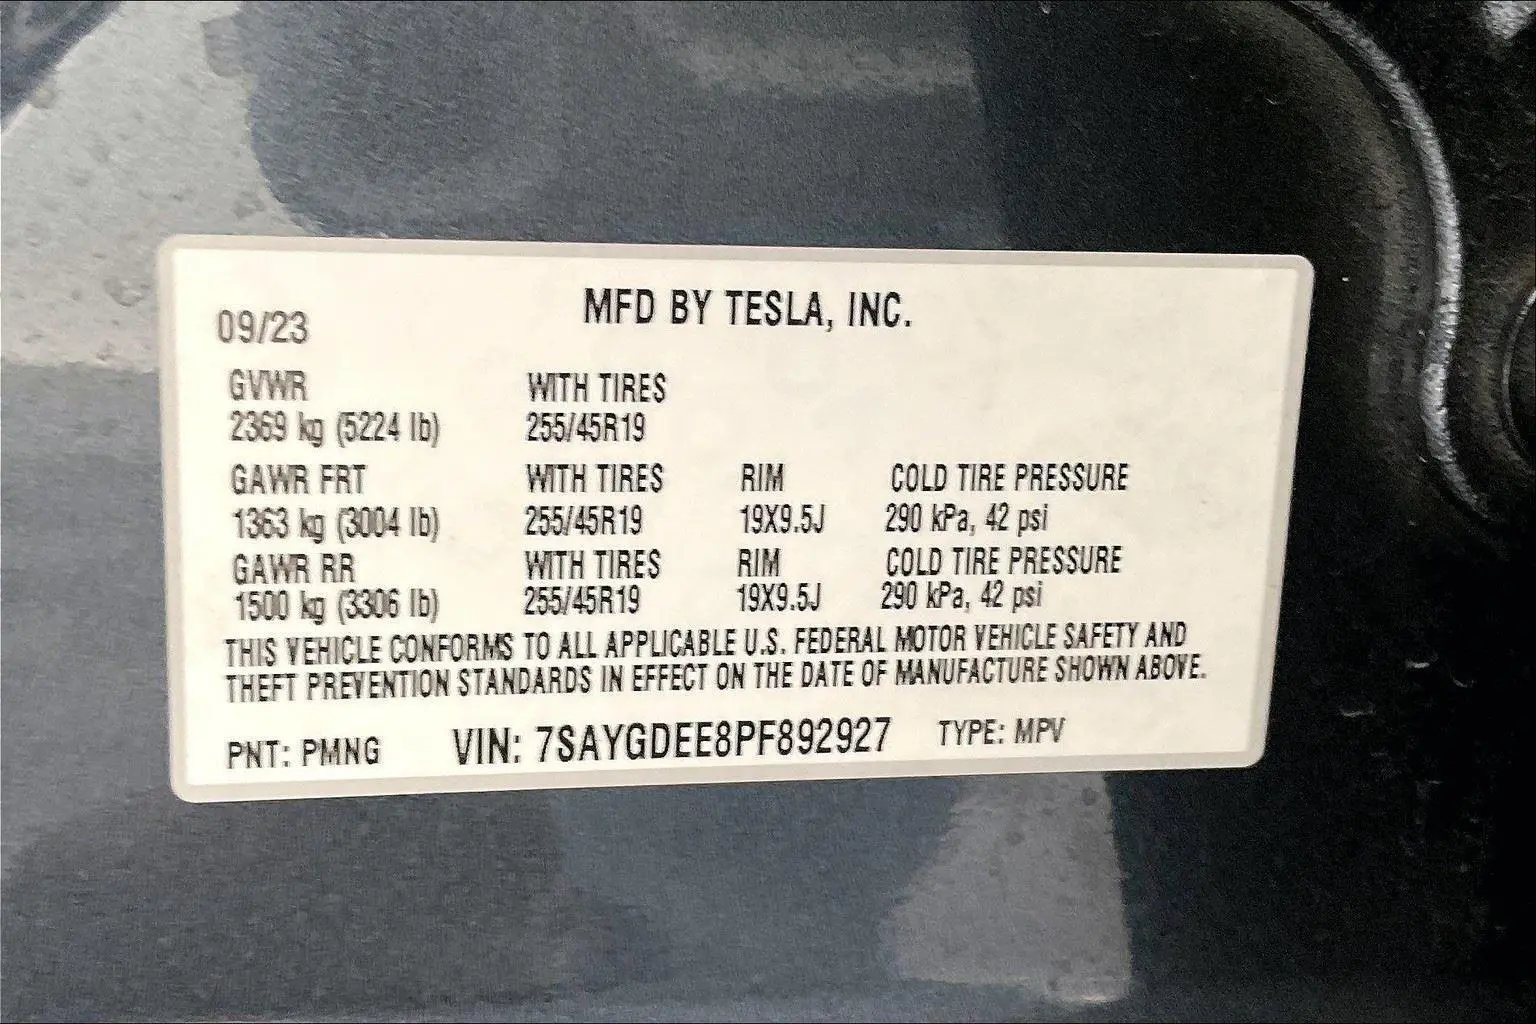 MFD BY TESLA, INC.
09/23
GVWR WITH TIRES
2369 kg (5224 lb) 255/45R19
GAWR FRT WITH TIRES RIM COLD TIRE PRESSURE
1363 kg (3004 lb) 255/45R19 19X9.5J 290 kPa, 42 psi
GAWR RR WITH TIRES RIM COLD TIRE PRESSURE
1500 kg (3306 lb) 255/45R19 19X9.5J 290 kPa, 42 psi
THIS VEHICLE CONFORMS TO ALL APPLICABLE U.S. FEDERAL MOTOR VEHICLE SAFETY AND
THEFT PREVENTION STANDARDS IN EFFECT ON THE DATE OF MANUFACTURE SHOWN ABOVE.
PNT: PMNG VIN: 7SAYGDEE8PF892927 TYPE: MPV